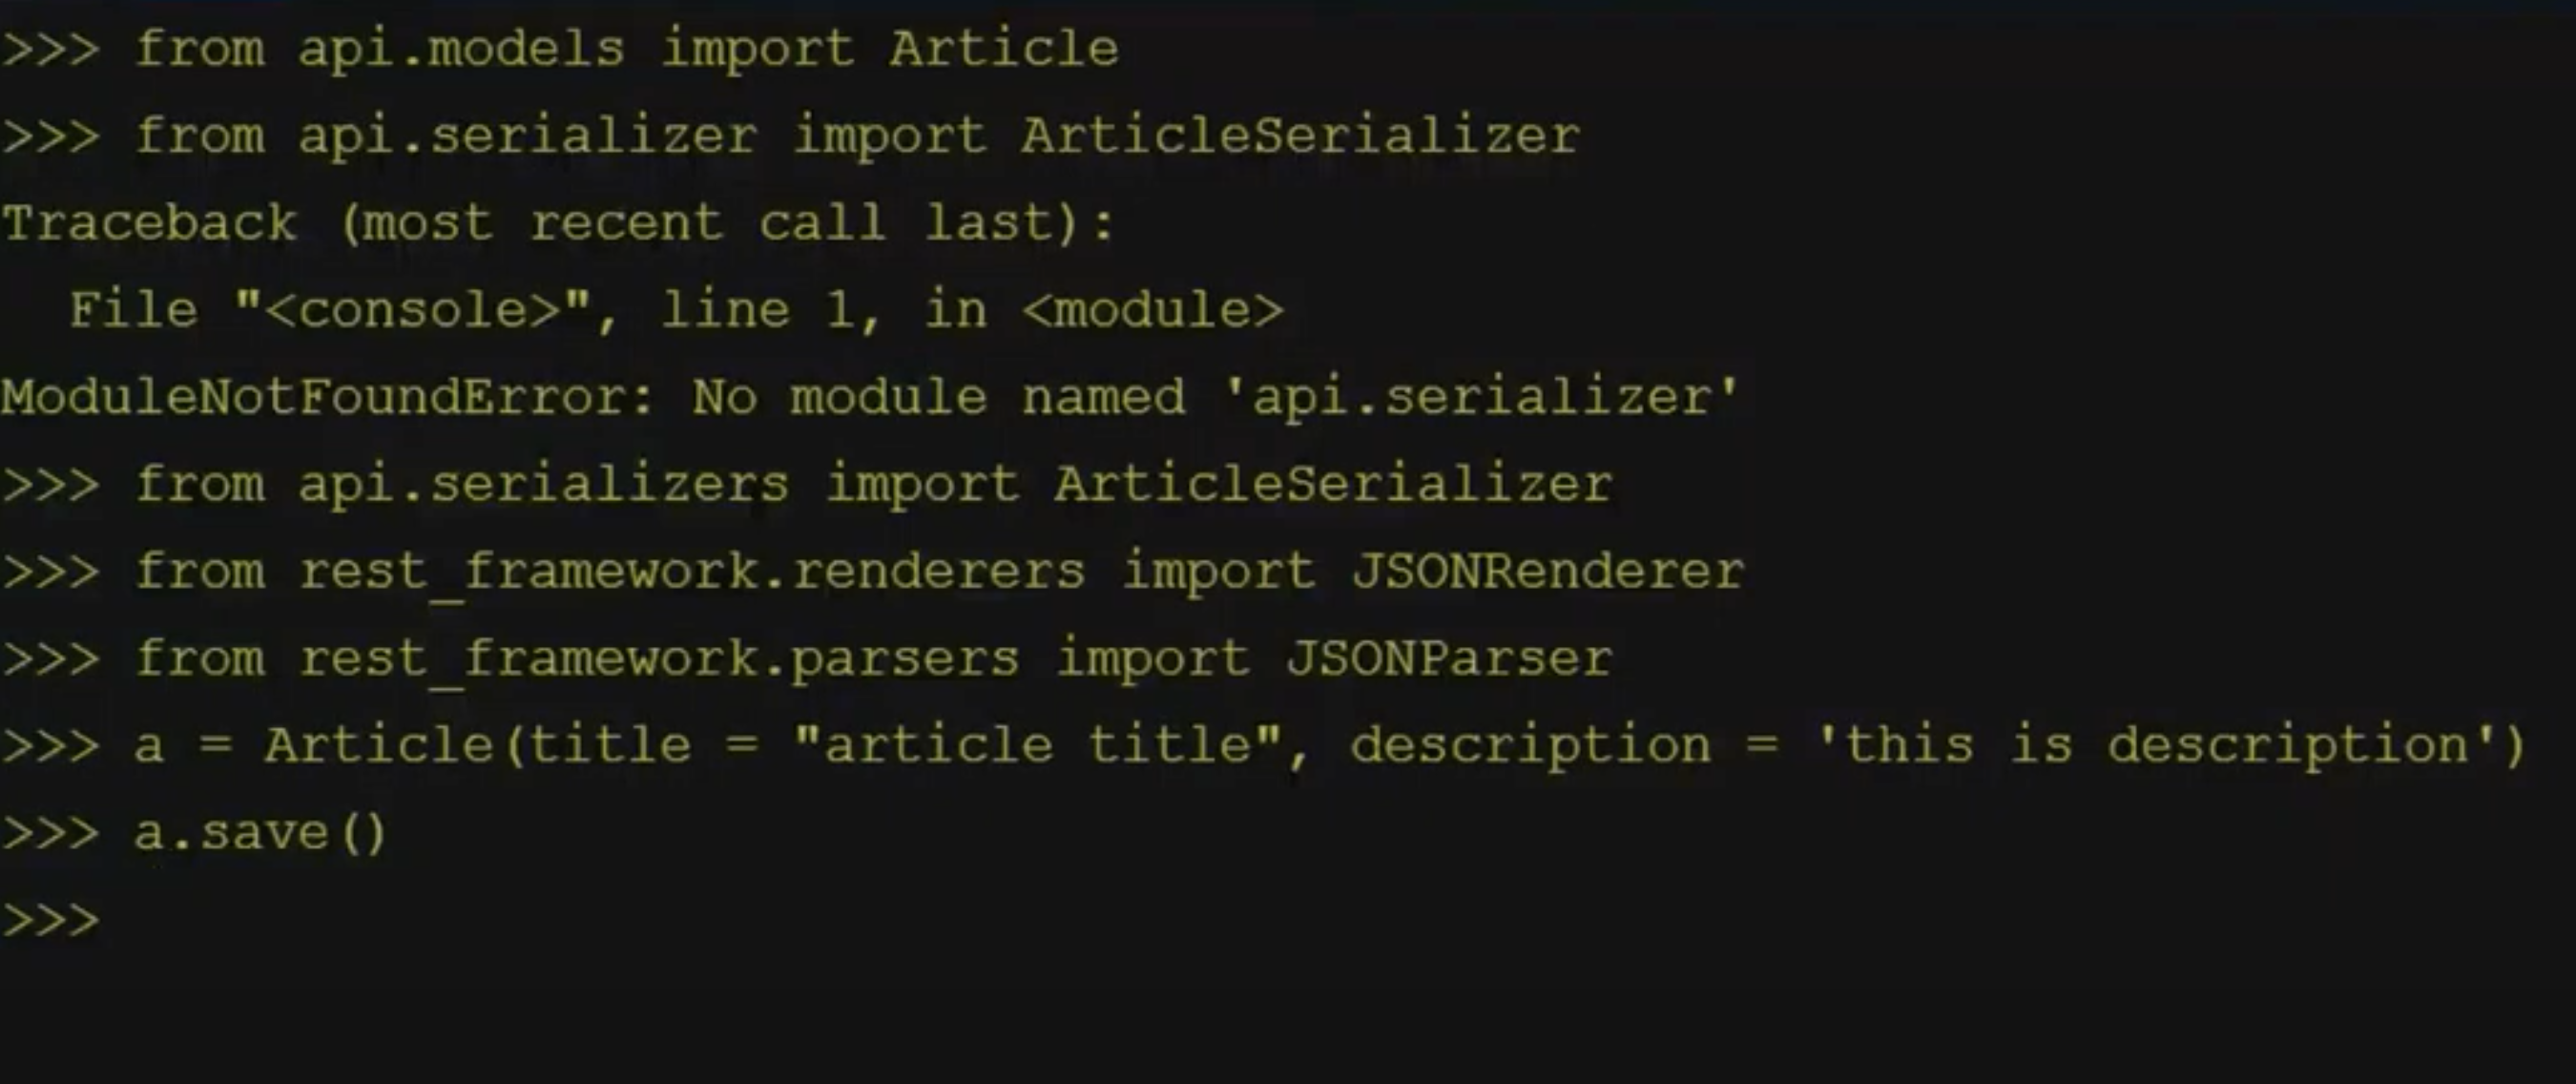 >>> from api.models import Article
>>> from api.serializer import ArticleSerializer
Traceback (most recent call last):
  File "<console>", line 1, in <module>
ModuleNotFoundError: No module named 'api.serializer'
>>> from api.serializers import ArticleSerializer
>>> from rest_framework.renderers import JSONRenderer
>>> from rest_framework.parsers import JSONParser
>>> a = Article(title = "article title", description = 'this is description')
>>> a.save()
>>>